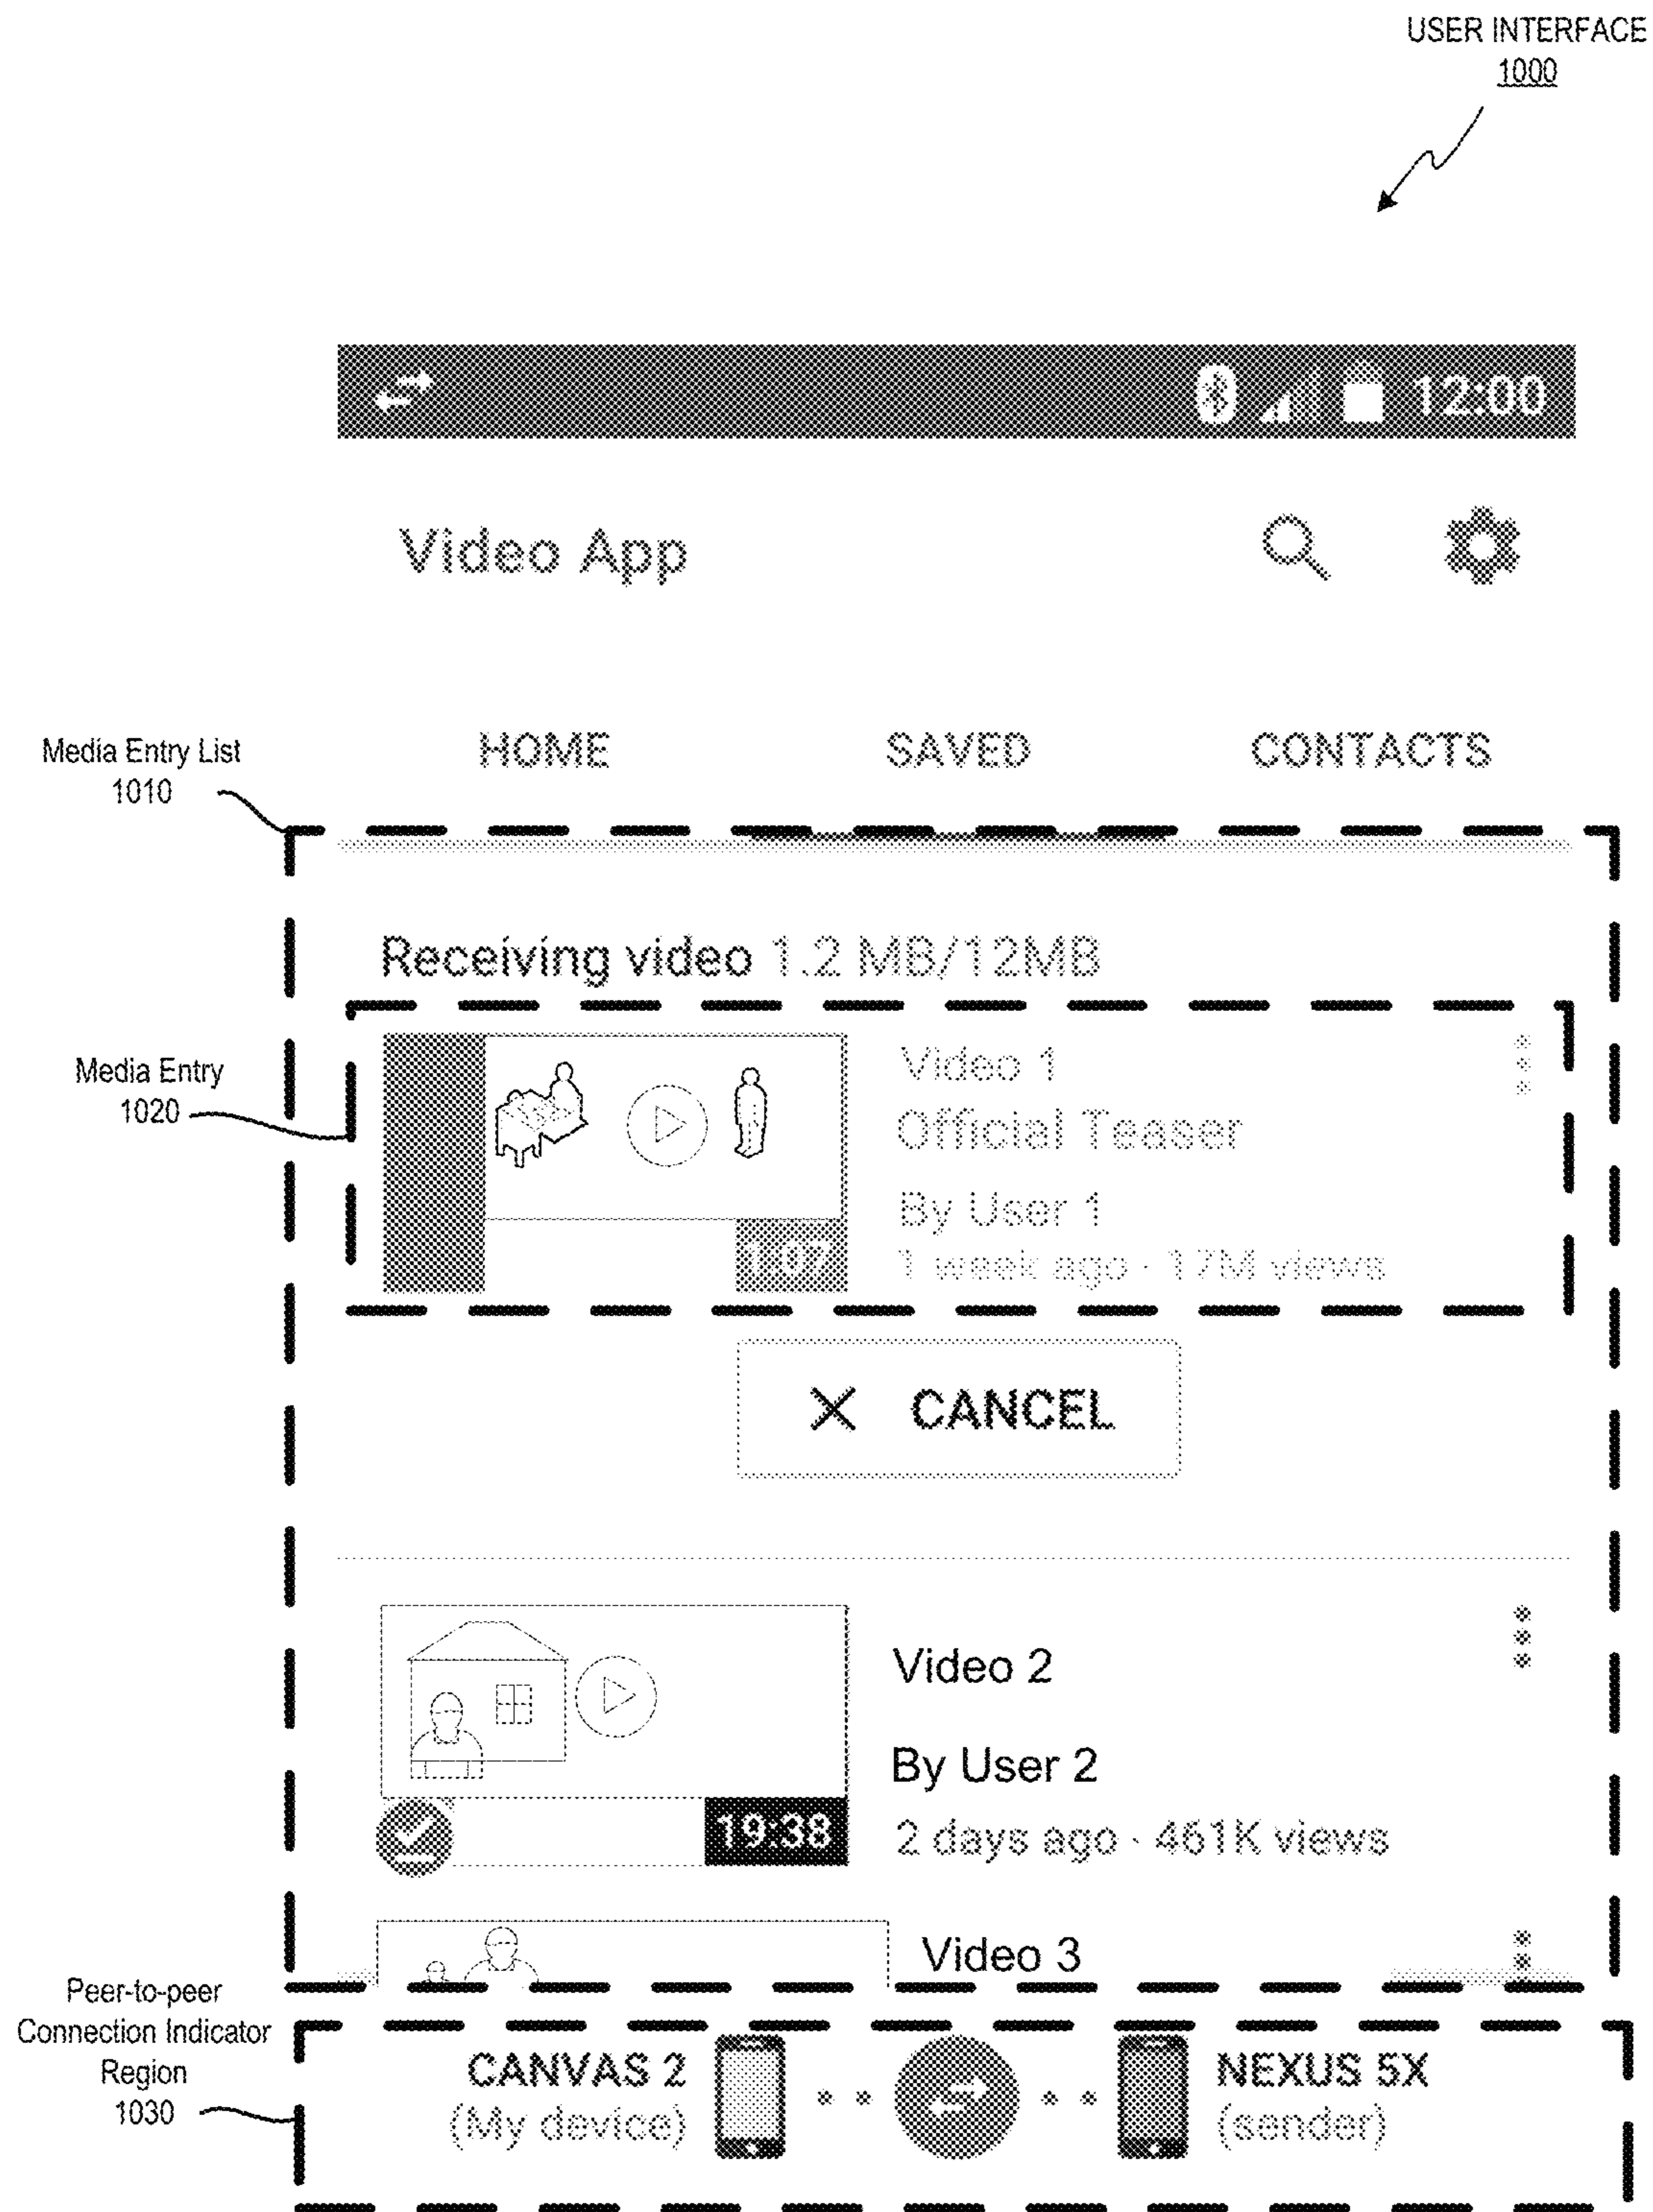 USER INTERFACE
1000
12:00
Video App
HOME SAVED CONTACTS
Media Entry List
1010
Receiving video 1.2 MB/12MB
Media Entry
1020
Video 1
Official Teaser
By User 1
1 week ago · 17M views
1:07
CANCEL
Video 2
By User 2
2 days ago · 461K views
19:38
Video 3
Peer-to-peer
Connection Indicator
Region
1030
CANVAS 2
(My device)
NEXUS 5X
(sender)